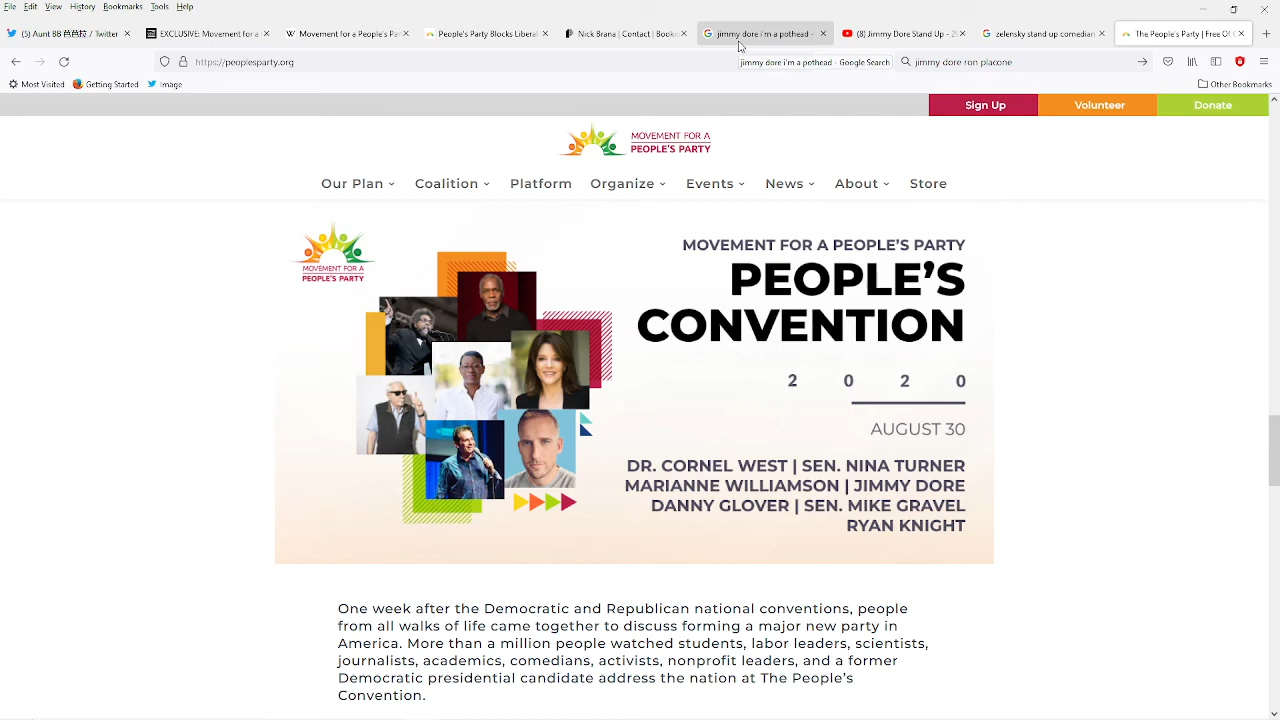 File Edit View History Bookmarks Tools Help
(5) Aunt BB / Twitter
EXCLUSIVE: Movement for a
Movement for a People's Par
The People's Party Blocks Liberal
Nick Brana | Contact | Book
jimmy dore i'm a pothead -
(8) Jimmy Dore Stand Up - 2
zelensky stand up comedian
The People's Party | Free Of C
https://peoplesparty.org
jimmy dore i'm a pothead - Google Search
jimmy dore ron placone
Most Visited Getting Started Image Other Bookmarks
Sign Up Volunteer Donate
MOVEMENT FOR A
PEOPLE'S PARTY
Our Plan Coalition Platform Organize Events News About Store
MOVEMENT FOR A
PEOPLE'S PARTY
MOVEMENT FOR A PEOPLE'S PARTY
PEOPLE'S
CONVENTION
2 0 2 0
AUGUST 30
DR. CORNEL WEST | SEN. NINA TURNER
MARIANNE WILLIAMSON | JIMMY DORE
DANNY GLOVER | SEN. MIKE GRAVEL
RYAN KNIGHT
One week after the Democratic and Republican national conventions, people
from all walks of life came together to discuss forming a major new party in
America. More than a million people watched students, labor leaders, scientists,
journalists, academics, comedians, activists, nonprofit leaders, and a former
Democratic presidential candidate address the nation at The People's
Convention.